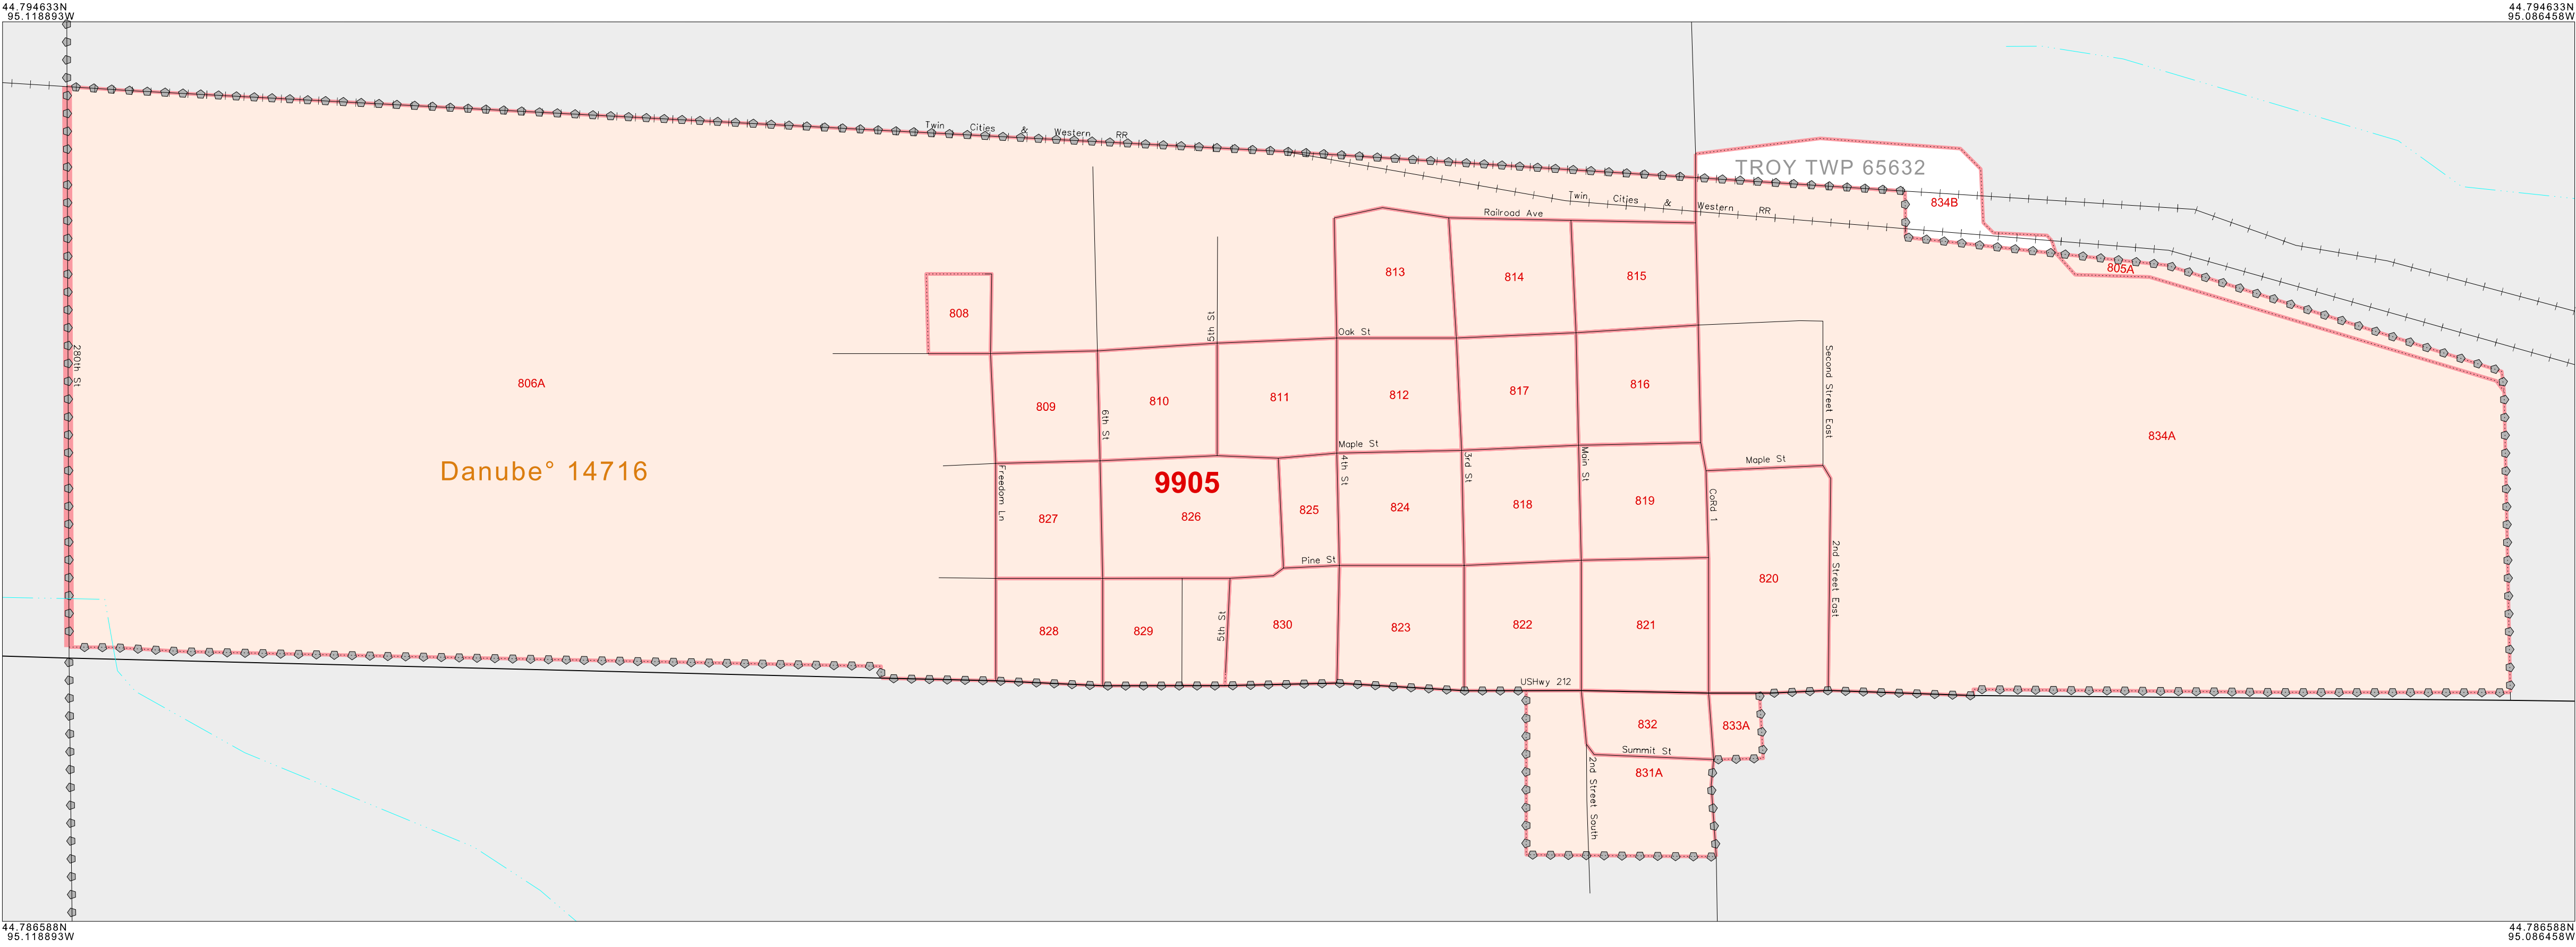 44.794633N
95.118893W
44.794633N
95.086458W
Twin Cities & Western RR
TROY TWP 65632
Twin Cities & Western RR
834B
Railroad Ave
805A
813
814
815
808
5th St
Oak St
280th St
Second Street East
806A
809
810
811
812
817
816
6th St
834A
Maple St
Maple St
Danube° 14716
9905
Freedom Ln
4th St
3rd St
Main St
CoRd 1
827
826
825
824
818
819
Pine St
2nd Street East
820
828
829
5th St
830
823
822
821
USHwy 212
832
833A
Summit St
831A
2nd Street South
44.786588N
95.118893W
44.786588N
95.086458W